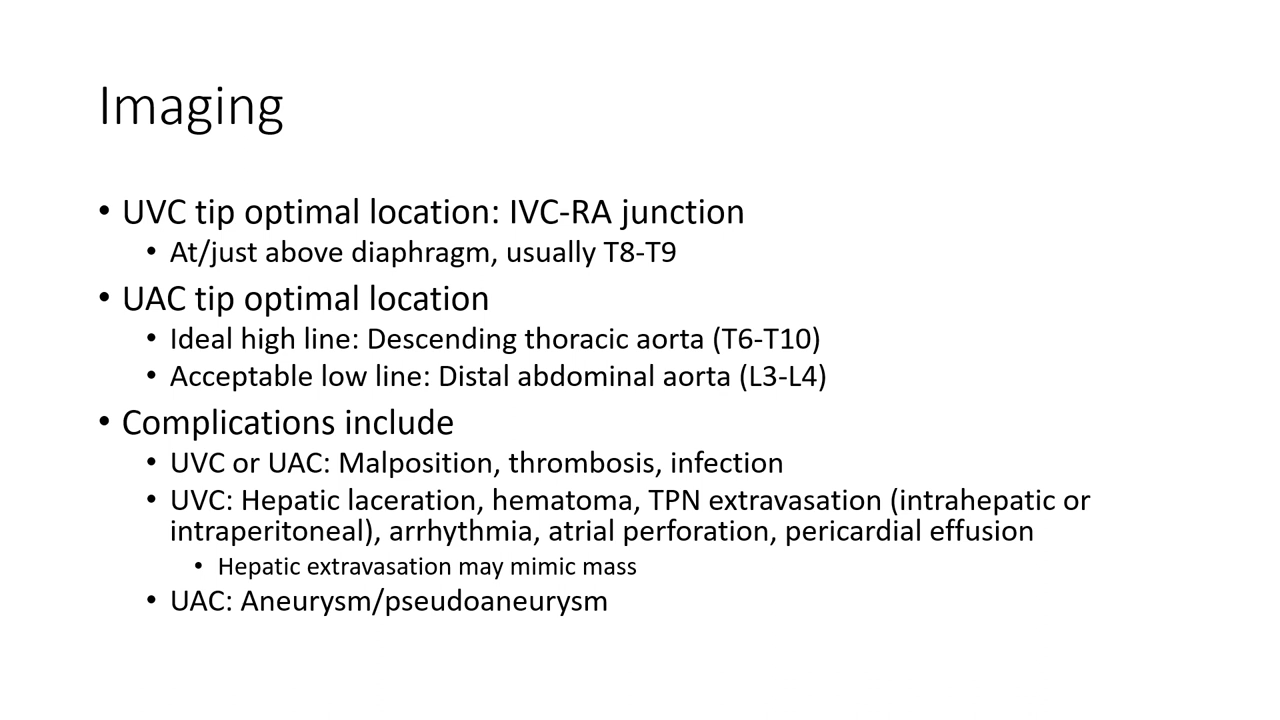 Imaging
• UVC tip optimal location: IVC-RA junction
• At/just above diaphragm, usually T8-T9
• UAC tip optimal location
• Ideal high line: Descending thoracic aorta (T6-T10)
• Acceptable low line: Distal abdominal aorta (L3-L4)
• Complications include
• UVC or UAC: Malposition, thrombosis, infection
• UVC: Hepatic laceration, hematoma, TPN extravasation (intrahepatic or
intraperitoneal), arrhythmia, atrial perforation, pericardial effusion
• Hepatic extravasation may mimic mass
• UAC: Aneurysm/pseudoaneurysm